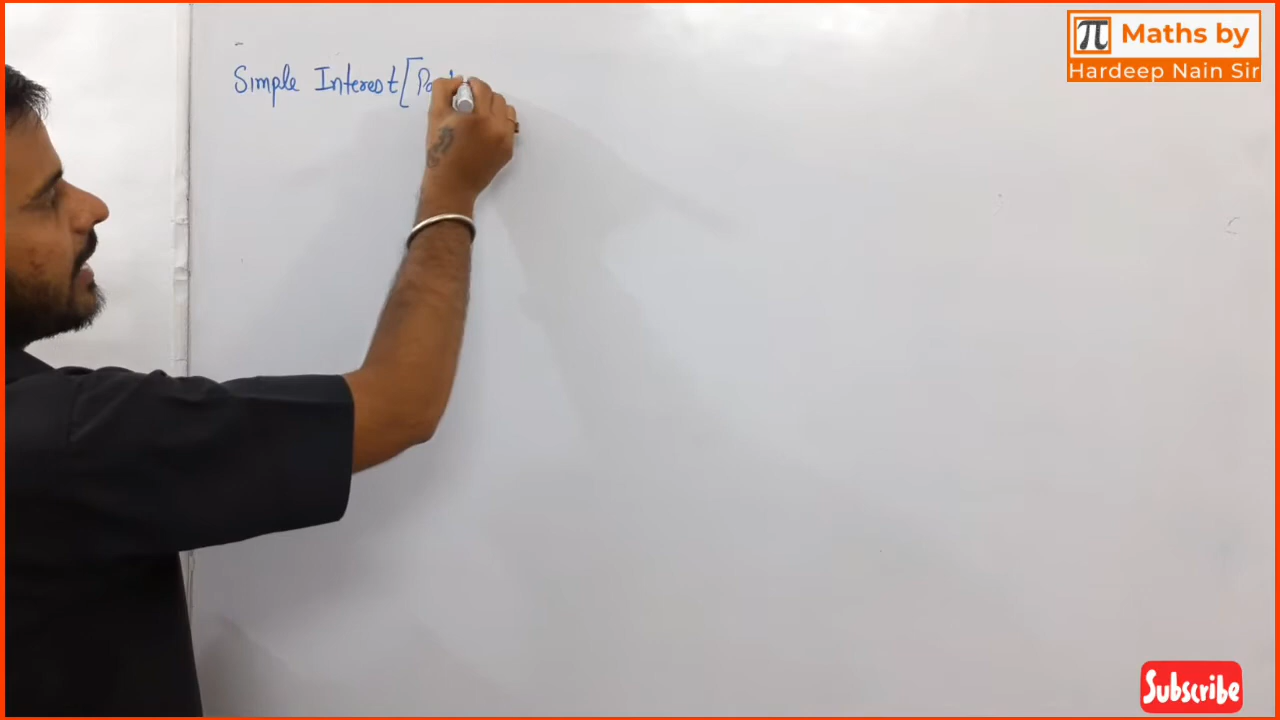 π Maths by
Hardeep Nain Sir
Simple Interest [
Subscribe